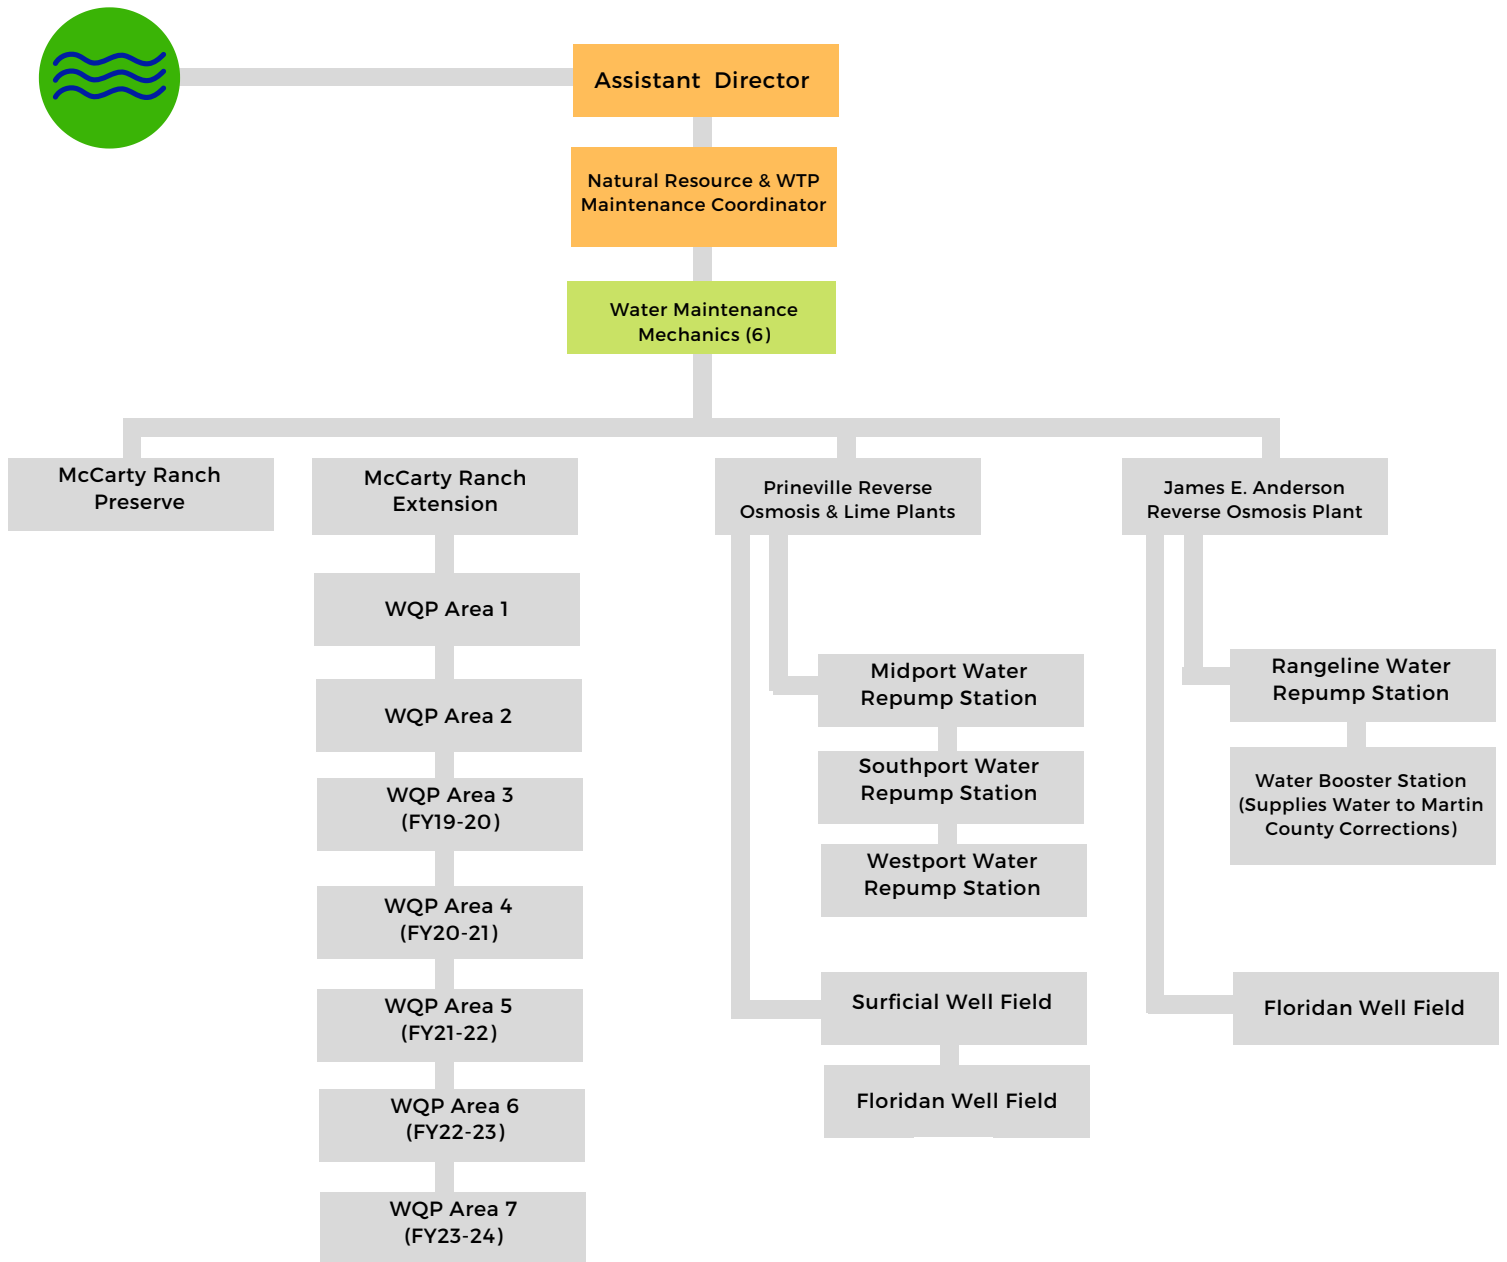 Assistant Director
Natural Resource & WTP
Maintenance Coordinator
Water Maintenance
Mechanics (6)
McCarty Ranch
Preserve
McCarty Ranch
Extension
WQP Area 1
WQP Area 2
WQP Area 3
(FY19-20)
WQP Area 4
(FY20-21)
WQP Area 5
(FY21-22)
WQP Area 6
(FY22-23)
WQP Area 7
(FY23-24)
Prineville Reverse
Osmosis & Lime Plants
Midport Water
Repump Station
Southport Water
Repump Station
Westport Water
Repump Station
Surficial Well Field
Floridan Well Field
James E. Anderson
Reverse Osmosis Plant
Rangeline Water
Repump Station
Water Booster Station
(Supplies Water to Martin
County Corrections)
Floridan Well Field